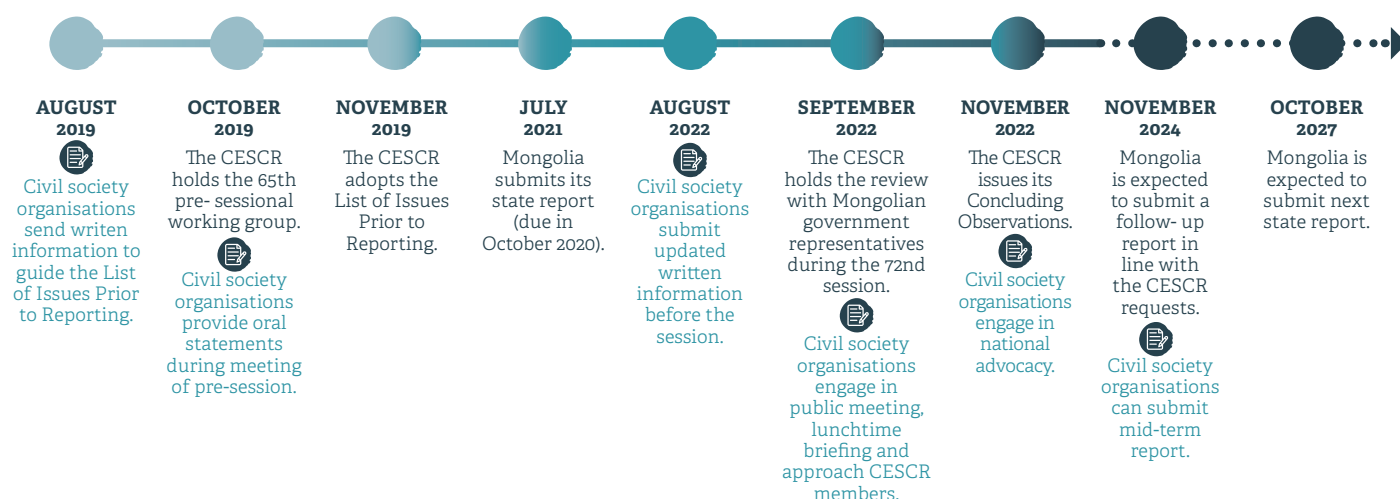 AUGUST
2019
Civil society
organisations
send writen
information to
guide the List
of Issues Prior
to Reporting.
OCTOBER
2019
The CESCR
holds the 65th
pre- sessional
working group.
Civil society
organisations
provide oral
statements
during meeting
of pre-session.
NOVEMBER
2019
The CESCR
adopts the
List of Issues
Prior to
Reporting.
JULY
2021
Mongolia
submits its
state report
(due in
October 2020).
AUGUST
2022
Civil society
organisations
submit
updated
written
information
before the
session.
SEPTEMBER
2022
The CESCR
holds the review
with Mongolian
government
representatives
during the 72nd
session.
Civil society
organisations
engage in
public meeting,
lunchtime
briefing and
approach CESCR
members.
NOVEMBER
2022
The CESCR
issues its
Concluding
Observations.
Civil society
organisations
engage in
national
advocacy.
NOVEMBER
2024
Mongolia
is expected
to submit a
follow- up
report in
line with
the CESCR
requests.
Civil society
organisations
can submit
mid-term
report.
OCTOBER
2027
Mongolia is
expected to
submit next
state report.